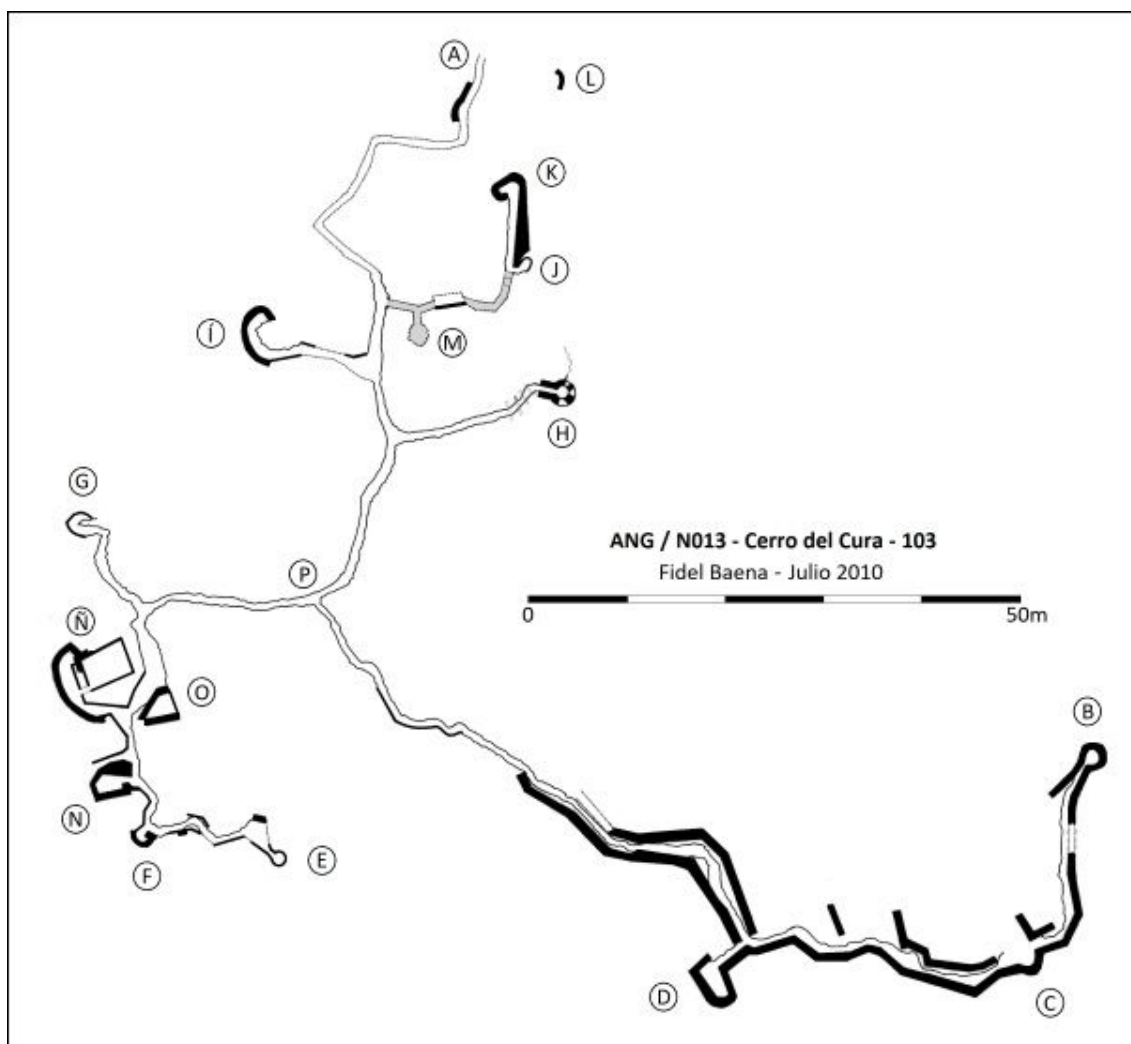 A
L
K
J
Í
M
H
G
ANG / N013 - Cerro del Cura - 103
Fidel Baena - Julio 2010
P
0 50m
Ñ
O
B
N
F
E
D
C